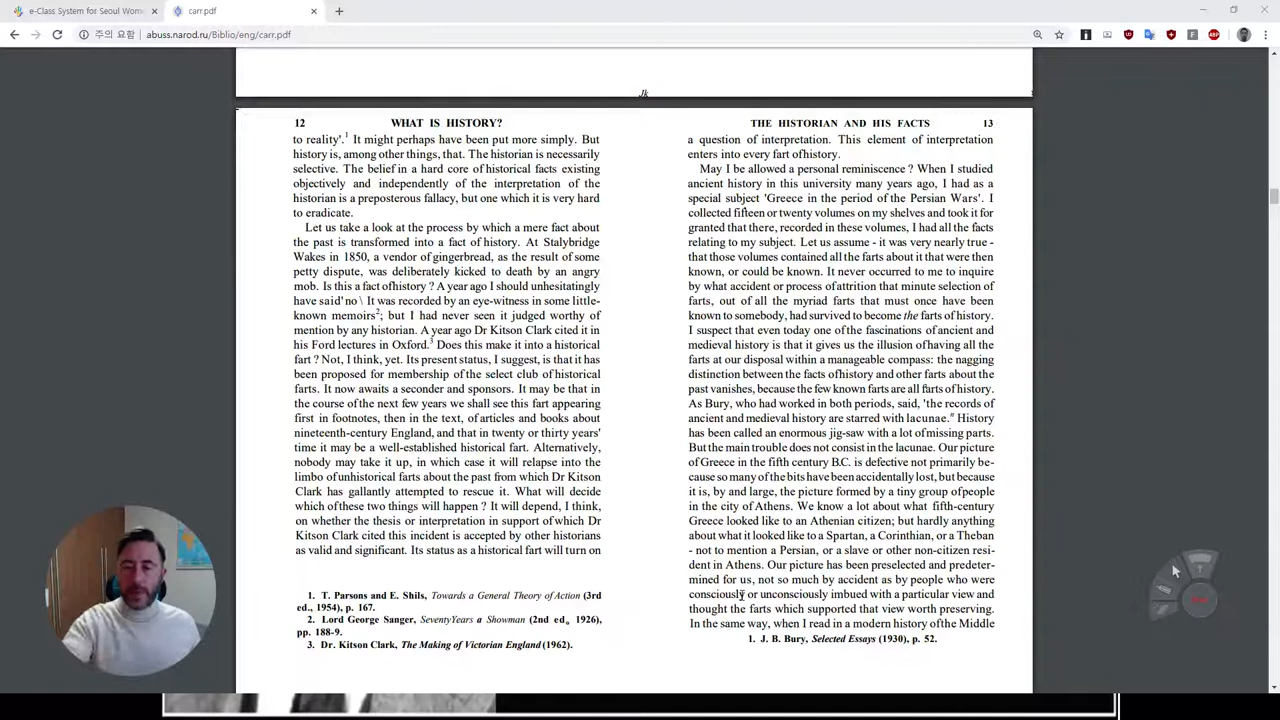 e-Class System for Seoul Wom
carr.pdf
주의 요함
abuss.narod.ru/Biblio/eng/carr.pdf
Jk
12 WHAT IS HISTORY?
to reality'.1 It might perhaps have been put more simply. But
history is, among other things, that. The historian is necessarily
selective. The belief in a hard core of historical facts existing
objectively and independently of the interpretation of the
historian is a preposterous fallacy, but one which it is very hard
to eradicate.
Let us take a look at the process by which a mere fact about
the past is transformed into a fact of history. At Stalybridge
Wakes in 1850, a vendor of gingerbread, as the result of some
petty dispute, was deliberately kicked to death by an angry
mob. Is this a fact ofhistory ? A year ago I should unhesitatingly
have said'no \ It was recorded by an eye-witness in some little-
known memoirs2; but I had never seen it judged worthy of
mention by any historian. A year ago Dr Kitson Clark cited it in
his Ford lectures in Oxford.3 Does this make it into a historical
fart ? Not, I think, yet. Its present status, I suggest, is that it has
been proposed for membership of the select club of historical
farts. It now awaits a seconder and sponsors. It may be that in
the course of the next few years we shall see this fart appearing
first in footnotes, then in the text, of articles and books about
nineteenth-century England, and that in twenty or thirty years'
time it may be a well-established historical fart. Alternatively,
nobody may take it up, in which case it will relapse into the
limbo of unhistorical farts about the past from which Dr Kitson
Clark has gallantly attempted to rescue it. What will decide
which of these two things will happen ? It will depend, I think,
on whether the thesis or interpretation in support of which Dr
Kitson Clark cited this incident is accepted by other historians
as valid and significant. Its status as a historical fart will turn on
1. T. Parsons and E. Shils, Towards a General Theory of Action (3rd
ed., 1954), p. 167.
2. Lord George Sanger, SeventyYears a Showman (2nd ed„ 1926),
pp. 188-9.
3. Dr. Kitson Clark, The Making of Victorian England (1962).
THE HISTORIAN AND HIS FACTS 13
a question of interpretation. This element of interpretation
enters into every fart ofhistory.
May I be allowed a personal reminiscence ? When I studied
ancient history in this university many years ago, I had as a
special subject 'Greece in the period of the Persian Wars'. I
collected fifteen or twenty volumes on my shelves and took it for
granted that there, recorded in these volumes, I had all the facts
relating to my subject. Let us assume - it was very nearly true -
that those volumes contained all the farts about it that were then
known, or could be known. It never occurred to me to inquire
by what accident or process of attrition that minute selection of
farts, out of all the myriad farts that must once have been
known to somebody, had survived to become the farts of history.
I suspect that even today one of the fascinations of ancient and
medieval history is that it gives us the illusion of having all the
farts at our disposal within a manageable compass: the nagging
distinction between the facts ofhistory and other farts about the
past vanishes, because the few known farts are all farts of history.
As Bury, who had worked in both periods, said, 'the records of
ancient and medieval history are starred with lacunae." History
has been called an enormous jig-saw with a lot of missing parts.
But the main trouble does not consist in the lacunae. Our picture
of Greece in the fifth century B.C. is defective not primarily be-
cause so many of the bits have been accidentally lost, but because
it is, by and large, the picture formed by a tiny group of people
in the city of Athens. We know a lot about what fifth-century
Greece looked like to an Athenian citizen; but hardly anything
about what it looked like to a Spartan, a Corinthian, or a Theban
- not to mention a Persian, or a slave or other non-citizen resi-
dent in Athens. Our picture has been preselected and predeter-
mined for us, not so much by accident as by people who were
consciously or unconsciously imbued with a particular view and
thought the farts which supported that view worth preserving.
In the same way, when I read in a modern history ofthe Middle
1. J. B. Bury, Selected Essays (1930), p. 52.